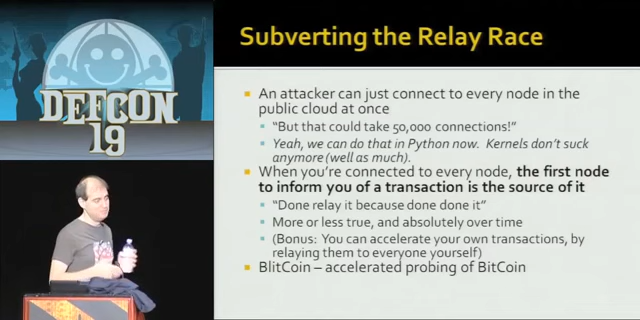 DEFCON
19
Subverting the Relay Race
An attacker can just connect to every node in the
public cloud at once
"But that could take 50,000 connections!"
Yeah, we can do that in Python now. Kernels don't suck
anymore (well as much).
When you're connected to every node, the first node
to inform you of a transaction is the source of it
"Done relay it because done done it"
More or less true, and absolutely over time
(Bonus: You can accelerate your own transactions, by
relaying them to everyone yourself)
BlitCoin – accelerated probing of BitCoin